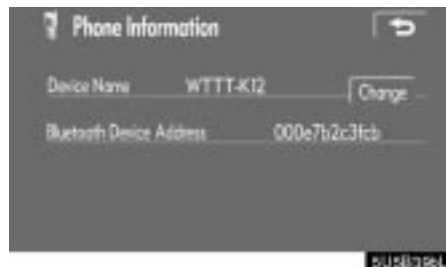 Phone Information
Device Name WTTT-K12 Change
Bluetooth Device Address 000e7b2c3fcb